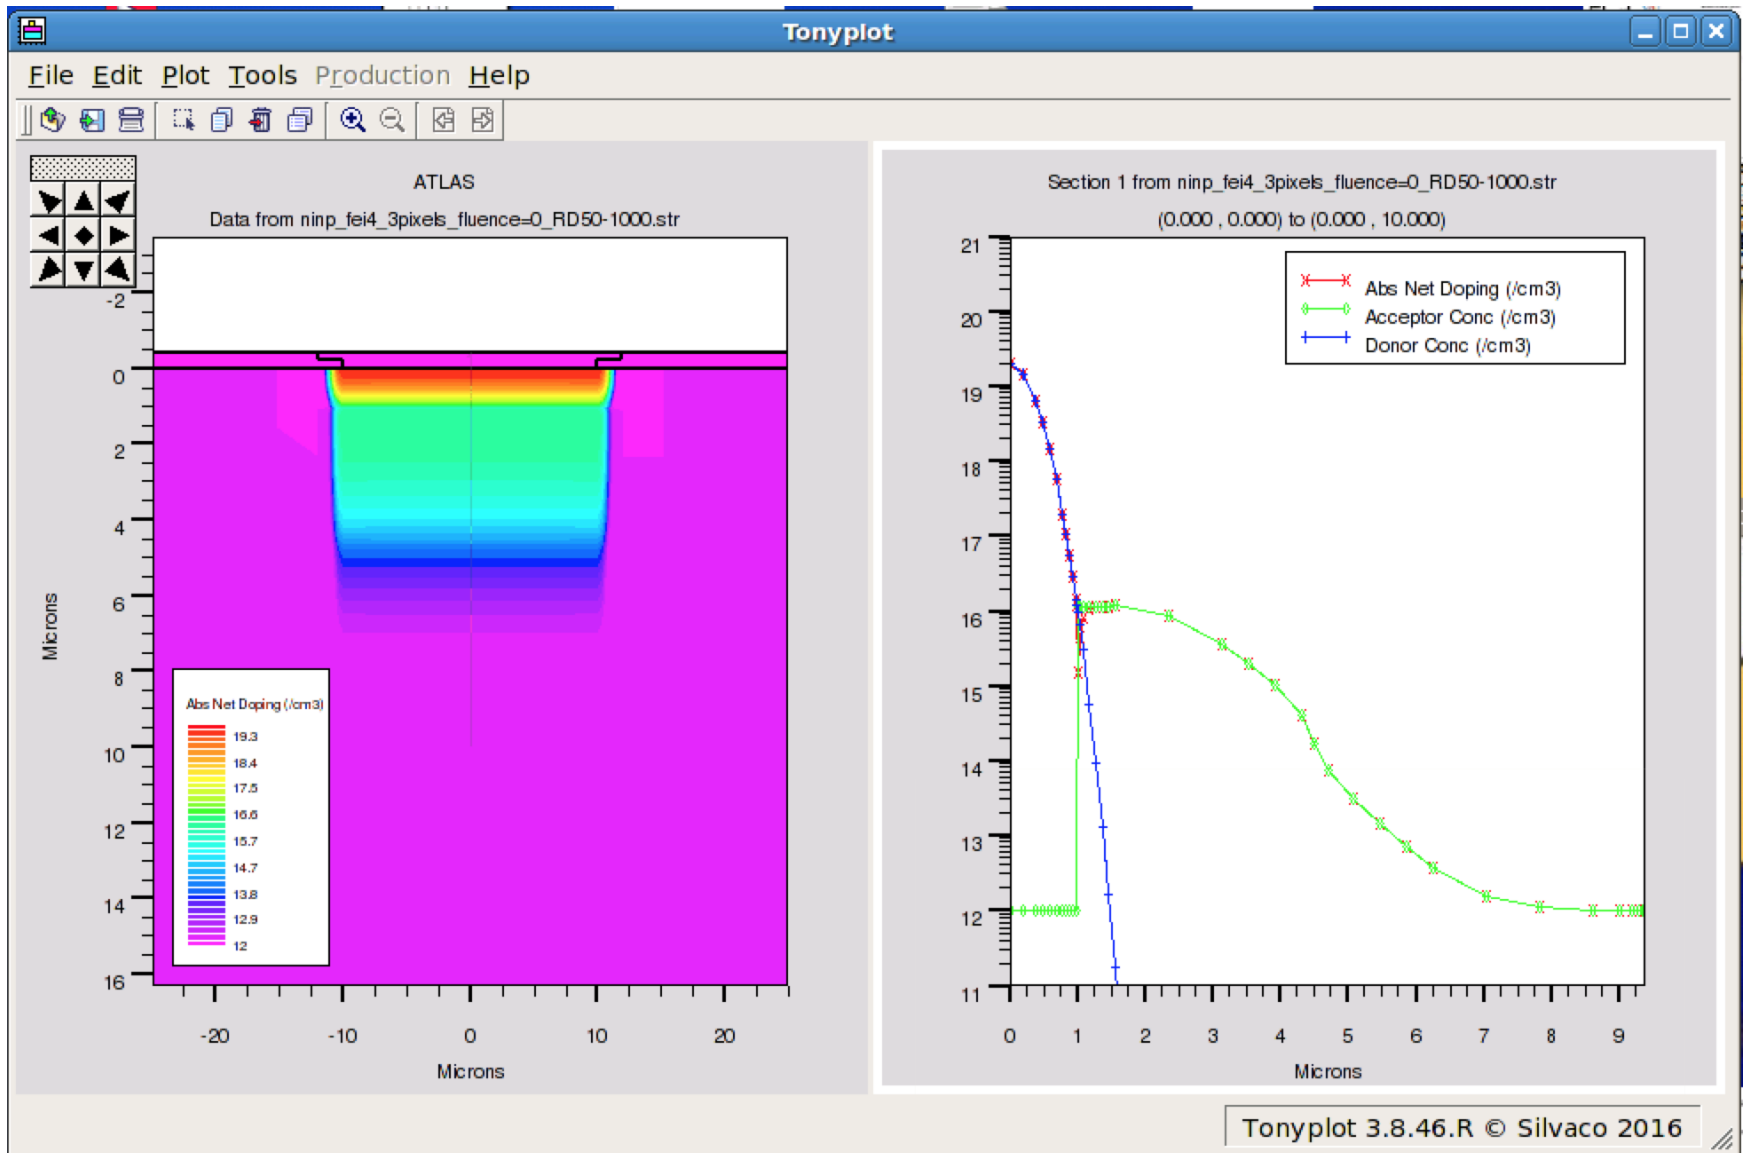 Tonyplot
File Edit Plot Tools Production Help
ATLAS
Data from ninp_fei4_3pixels_fluence=0_RD50-1000.str
-2
0
2
4
6
8
10
12
14
16
Microns
Abs Net Doping (/cm3)
19.3
18.4
17.5
16.6
15.7
14.7
13.8
12.9
12
-20 -10 0 10 20
Microns
Section 1 from ninp_fei4_3pixels_fluence=0_RD50-1000.str
(0.000 , 0.000) to (0.000 , 10.000)
21
20
19
18
17
16
15
14
13
12
11
Abs Net Doping (/cm3)
Acceptor Conc (/cm3)
Donor Conc (/cm3)
0 1 2 3 4 5 6 7 8 9
Microns
Tonyplot 3.8.46.R © Silvaco 2016